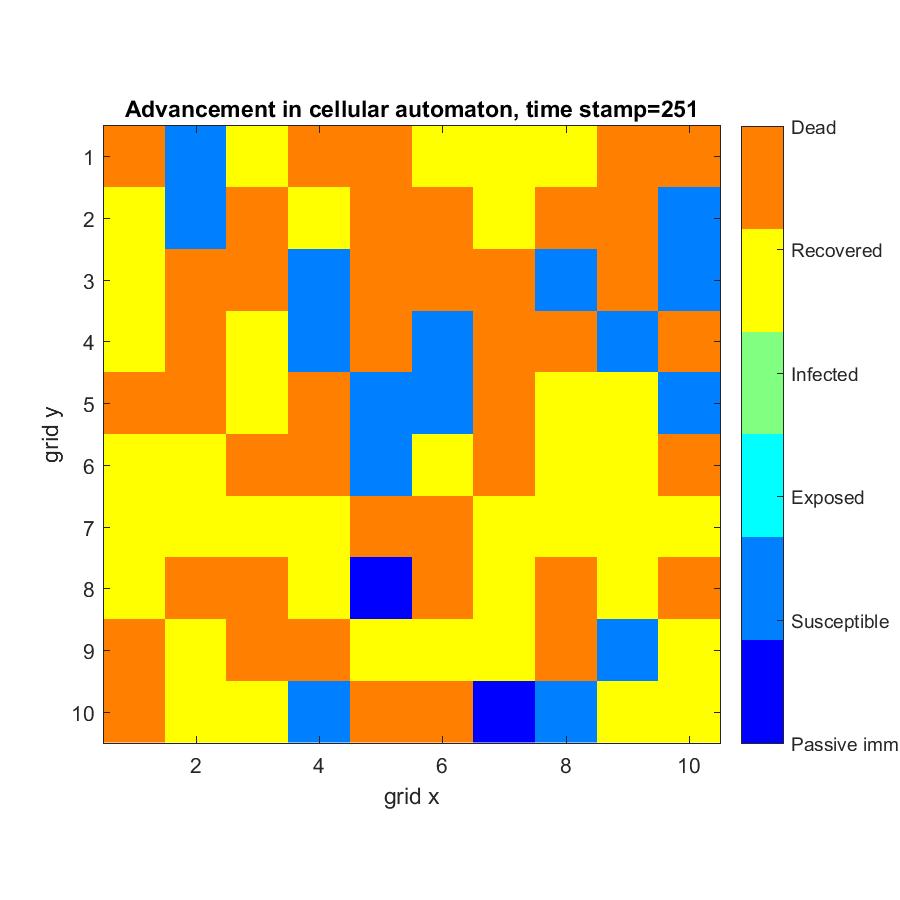 Advancement in cellular automaton, time stamp=251
1
2
3
4
5
6
7
8
9
10
grid y
2 4 6 8 10
grid x
Dead
Recovered
Infected
Exposed
Susceptible
Passive imm